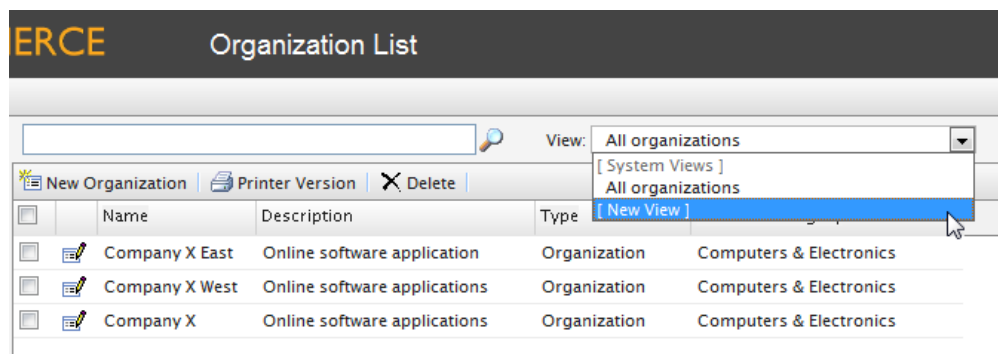 ERCE Organization List
View: All organizations
[ System Views ]
All organizations
[ New View ]
New Organization Printer Version Delete
Name Description Type
Company X East Online software application Organization Computers & Electronics
Company X West Online software applications Organization Computers & Electronics
Company X Online software applications Organization Computers & Electronics